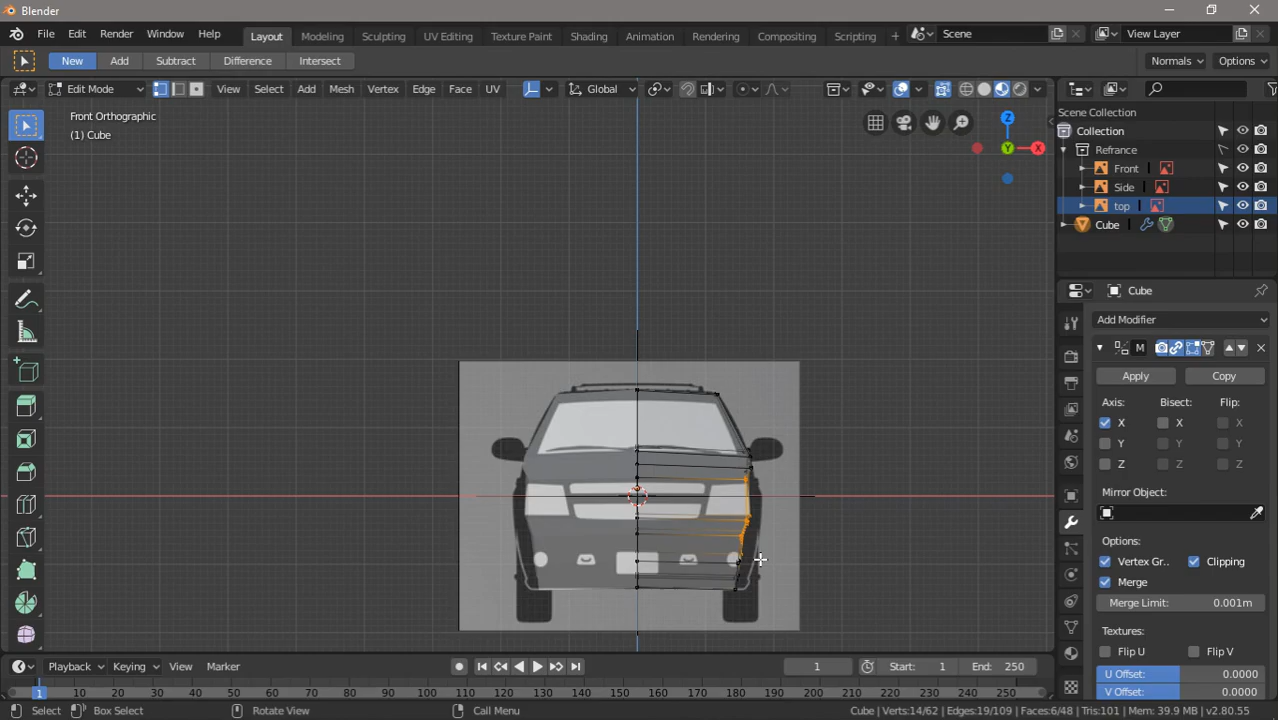 Blender
File Edit Render Window Help Layout Modeling Sculpting UV Editing Texture Paint Shading Animation Rendering Compositing Scripting Scene View Layer
New Add Subtract Difference Intersect Normals Options
Edit Mode View Select Add Mesh Vertex Edge Face UV Global
Front Orthographic
(1) Cube
Z
Y
X
Scene Collection
Collection
Refrance
Front
Side
top
Cube
Cube
Add Modifier
M
Apply Copy
Axis: Bisect: Flip:
X X X
Y Y Y
Z Z Z
Mirror Object:
Options:
Vertex Gr.. Clipping
Merge
Merge Limit: 0.001m
Textures:
Flip U Flip V
U Offset: 0.0000
V Offset: 0.0000
Playback Keying View Marker 1 Start: 1 End: 250
1 10 20 30 40 50 60 70 80 90 100 110 120 130 140 150 160 170 180 190 200 210 220 230 240 250
Select Box Select Rotate View Call Menu Cube | Verts:14/62 | Edges:19/109 | Faces:6/48 | Tris:101 | Mem: 39.9 MB | v2.80.55